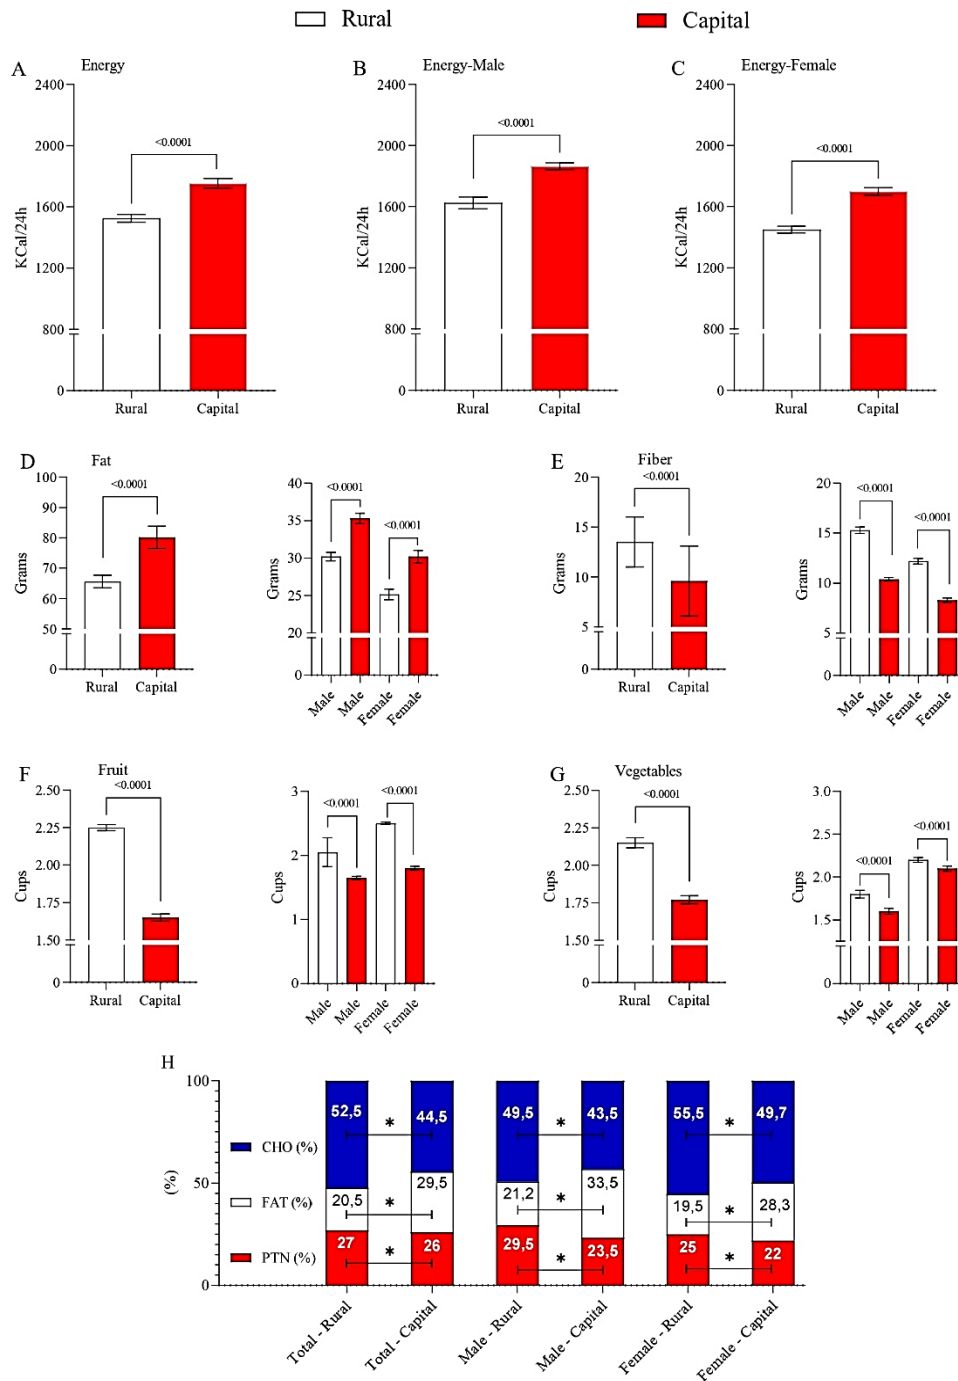 Rural
Capital
A
Energy
2400
2000
1600
1200
800
0
KCal/24h
<0.0001
Rural
Capital
B
Energy-Male
2400
2000
1600
1200
800
0
KCal/24h
<0.0001
Rural
Capital
C
Energy-Female
2400
2000
1600
1200
800
0
KCal/24h
<0.0001
Rural
Capital
D
Fat
100
90
80
70
60
50
0
Grams
<0.0001
Rural
Capital
40
35
30
25
20
0
Grams
<0.0001
<0.0001
Male
Male
Female
Female
E
Fiber
20
15
10
5
0
Grams
<0.0001
Rural
Capital
20
15
10
5
0
Grams
<0.0001
<0.0001
Male
Male
Female
Female
F
Fruit
2.50
2.25
2.00
1.75
1.50
0
Cups
<0.0001
Rural
Capital
3
2
1
0
Cups
<0.0001
<0.0001
Male
Male
Female
Female
G
Vegetables
2.50
2.25
2.00
1.75
1.50
0
Cups
<0.0001
Rural
Capital
3.0
2.5
2.0
1.5
0
Cups
<0.0001
<0.0001
Male
Male
Female
Female
H
100
50
0
(%)
CHO (%)
FAT (%)
PTN (%)
52,5 * 44,5 49,5 * 43,5 55,5 * 49,7
20,5 * 29,5 21,2 * 33,5 19,5 * 28,3
27 * 26 29,5 * 23,5 25 * 22
Total - Rural
Total - Capital
Male - Rural
Male - Capital
Female - Rural
Female - Capital